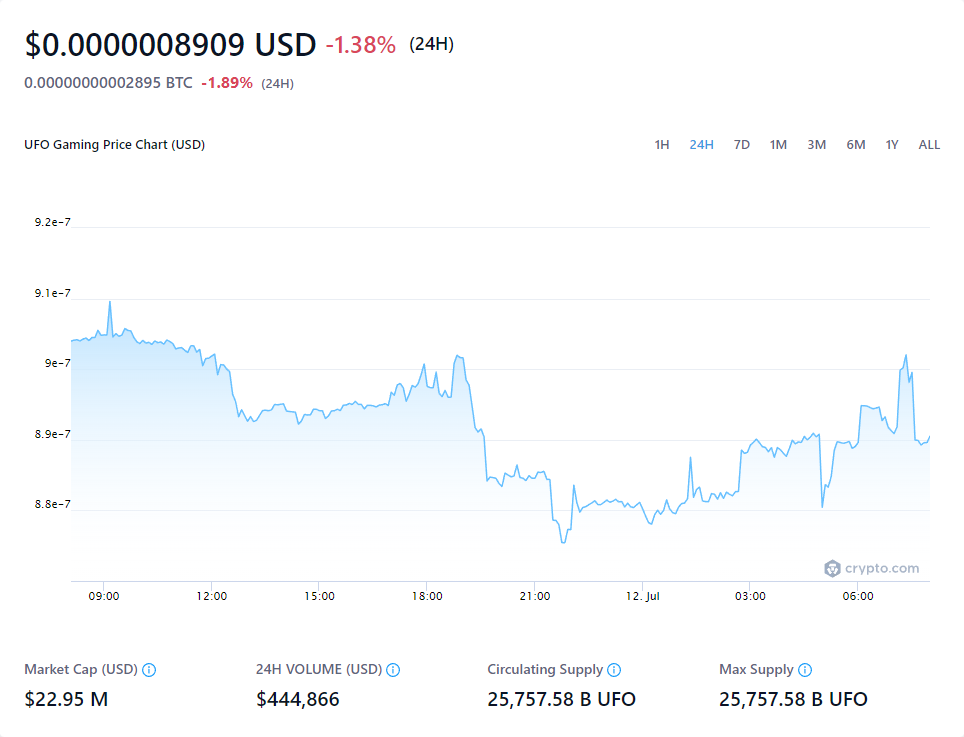 $0.0000008909 USD -1.38% (24H)
0.00000000002895 BTC -1.89% (24H)
UFO Gaming Price Chart (USD) 1H 24H 7D 1M 3M 6M 1Y ALL
9.2e-7
9.1e-7
9e-7
8.9e-7
8.8e-7
crypto.com
09:00 12:00 15:00 18:00 21:00 12. Jul 03:00 06:00
Market Cap (USD) 24H VOLUME (USD) Circulating Supply Max Supply
$22.95 M $444,866 25,757.58 B UFO 25,757.58 B UFO